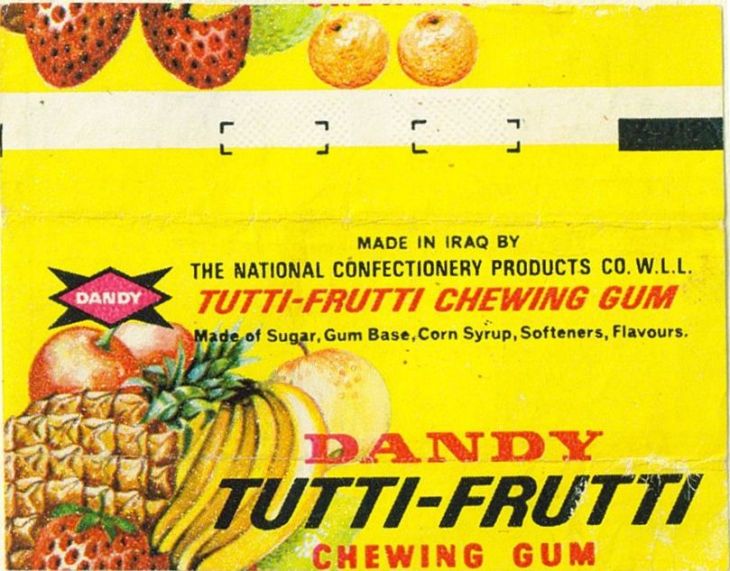 MADE IN IRAQ BY
THE NATIONAL CONFECTIONERY PRODUCTS CO. W.L.L.
DANDY
TUTTI-FRUTTI CHEWING GUM
Made of Sugar, Gum Base, Corn Syrup, Softeners, Flavours.
DANDY
TUTTI-FRUTTI
CHEWING GUM